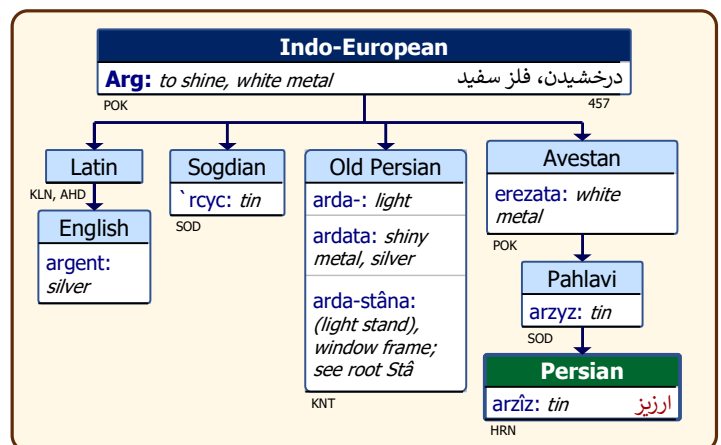 Indo-European
Arg: to shine, white metal درخشیدن، فلز سفید
POK 457
Latin
KLN, AHD
English
argent:
silver
Sogdian
`rcyc: tin
SOD
Old Persian
arda-: light
ardata: shiny
metal, silver
arda-stâna:
(light stand),
window frame;
see root Stâ
KNT
Avestan
erezata: white
metal
POK
Pahlavi
arzyz: tin
SOD
Persian
arzîz: tin ارزیز
HRN